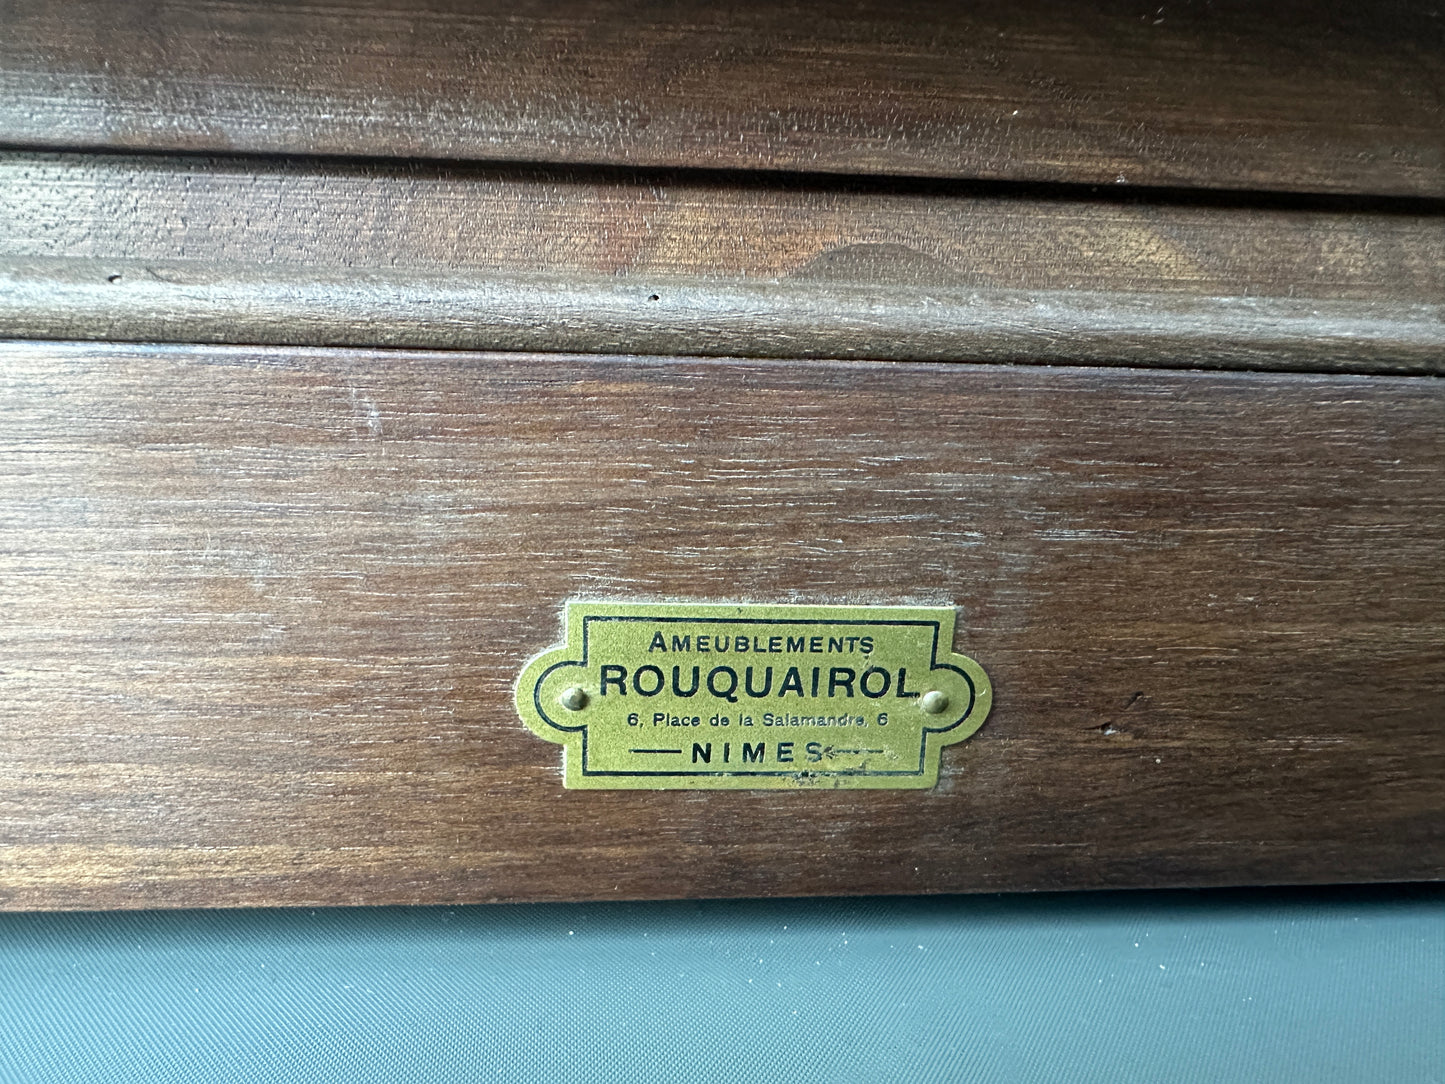 AMEUBLEMENTS
ROUQUAIROL
6, Place de la Salamandre, 6
NIMES